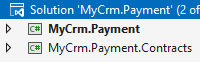 Solution 'MyCrm.Payment' (2 of
C# MyCrm.Payment
C# MyCrm.Payment.Contracts